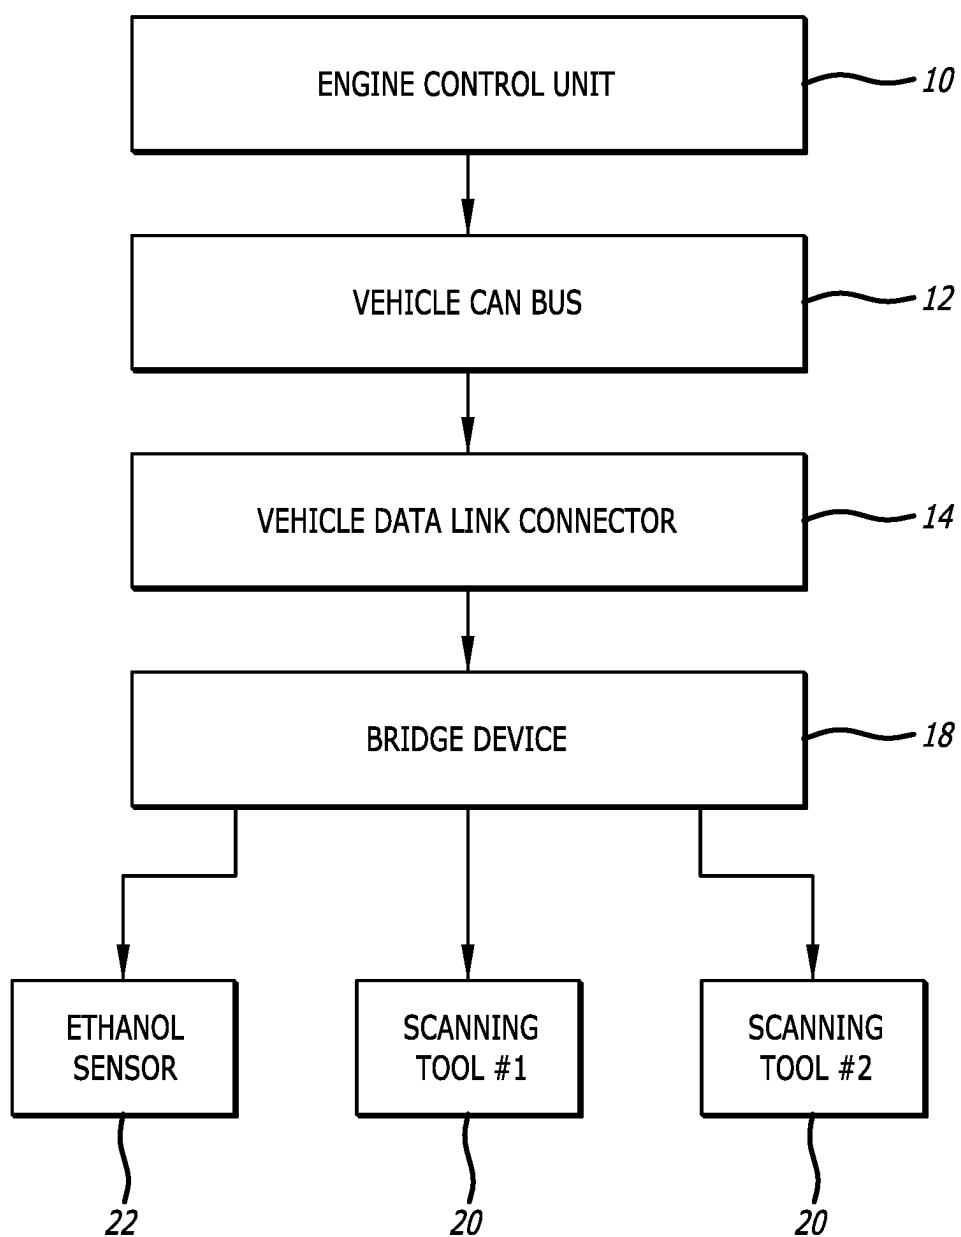 ENGINE CONTROL UNIT
10
VEHICLE CAN BUS
12
VEHICLE DATA LINK CONNECTOR
14
BRIDGE DEVICE
18
ETHANOL
SENSOR
SCANNING
TOOL #1
SCANNING
TOOL #2
22
20
20